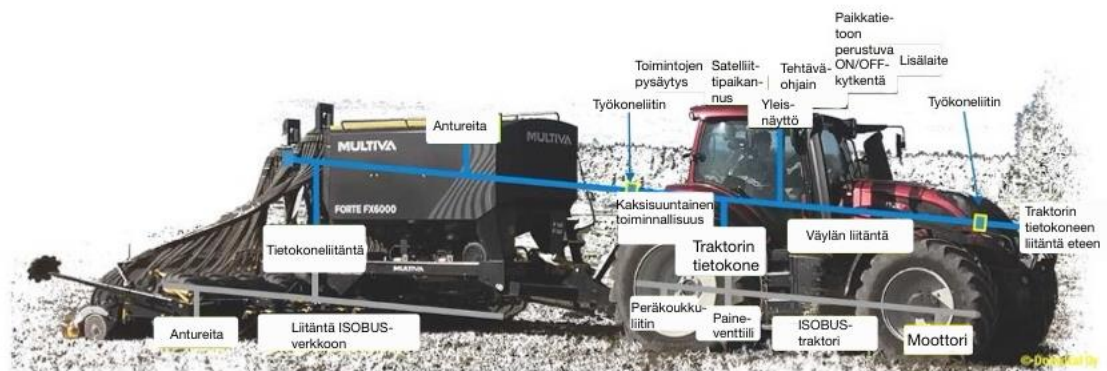 Paikkatie-
toon
perustuva
ON/OFF-
kytkentä
Lisälaite
Toimintojen
pysäytys
Satelliit-
tipaikan-
nus
Tehtävä-
ohjain
Yleis-
näyttö
Työkoneliitin
Työkoneliitin
Antureita
MULTIVA
MULTIVA
FORTE FX6000
Kaksisuuntainen
toiminnallisuus
Traktorin
tietokoneen
liitäntä eteen
Tietokoneliitäntä
Traktorin
tietokone
Väylän liitäntä
MULTIVA
Antureita
Liitäntä ISOBUS-
verkkoon
Peräkoukku-
liitin
Paine-
venttiili
ISOBUS-
traktori
Moottori